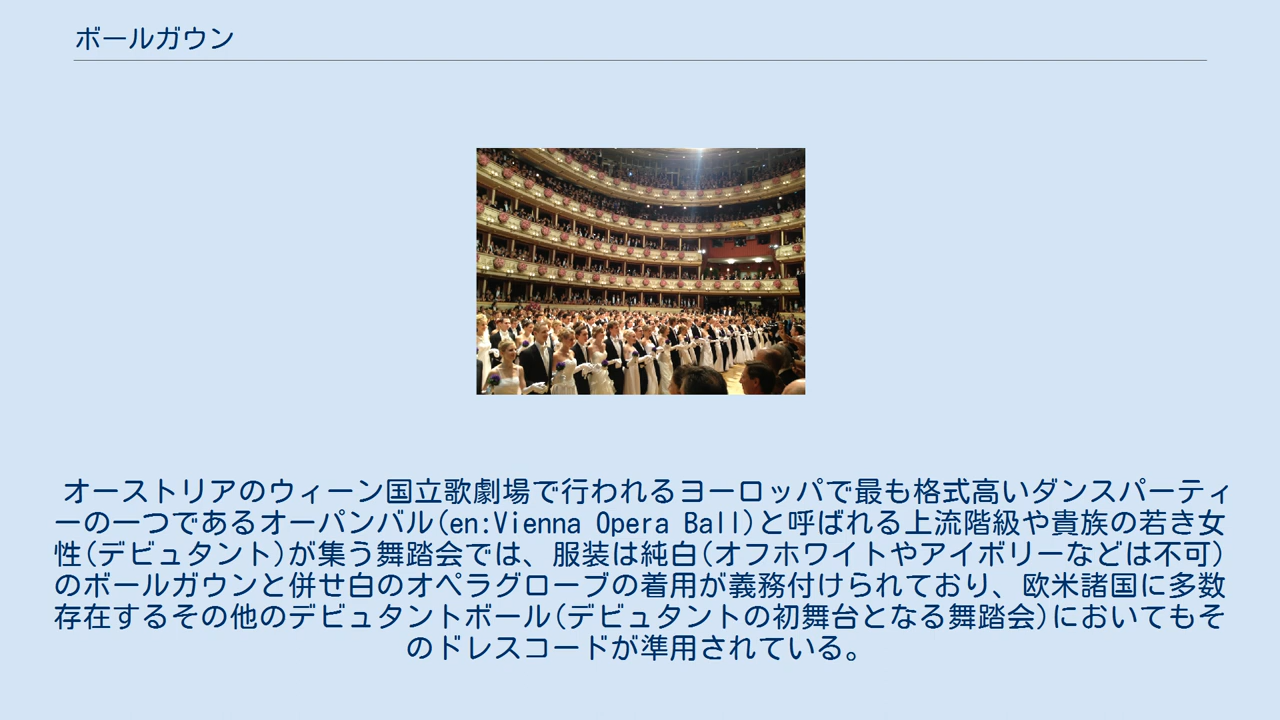 ボールガウン
オーストリアのウィーン国立歌劇場で行われるヨーロッパで最も格式高いダンスパーティ
ーの一つであるオーパンバル(en:Vienna Opera Ball)と呼ばれる上流階級や貴族の若き女
性(デビュタント)が集う舞踏会では、服装は純白(オフホワイトやアイボリーなどは不可)
のボールガウンと併せ白のオペラグローブの着用が義務付けられており、欧米諸国に多数
存在するその他のデビュタントボール(デビュタントの初舞台となる舞踏会)においてもそ
のドレスコードが準用されている。